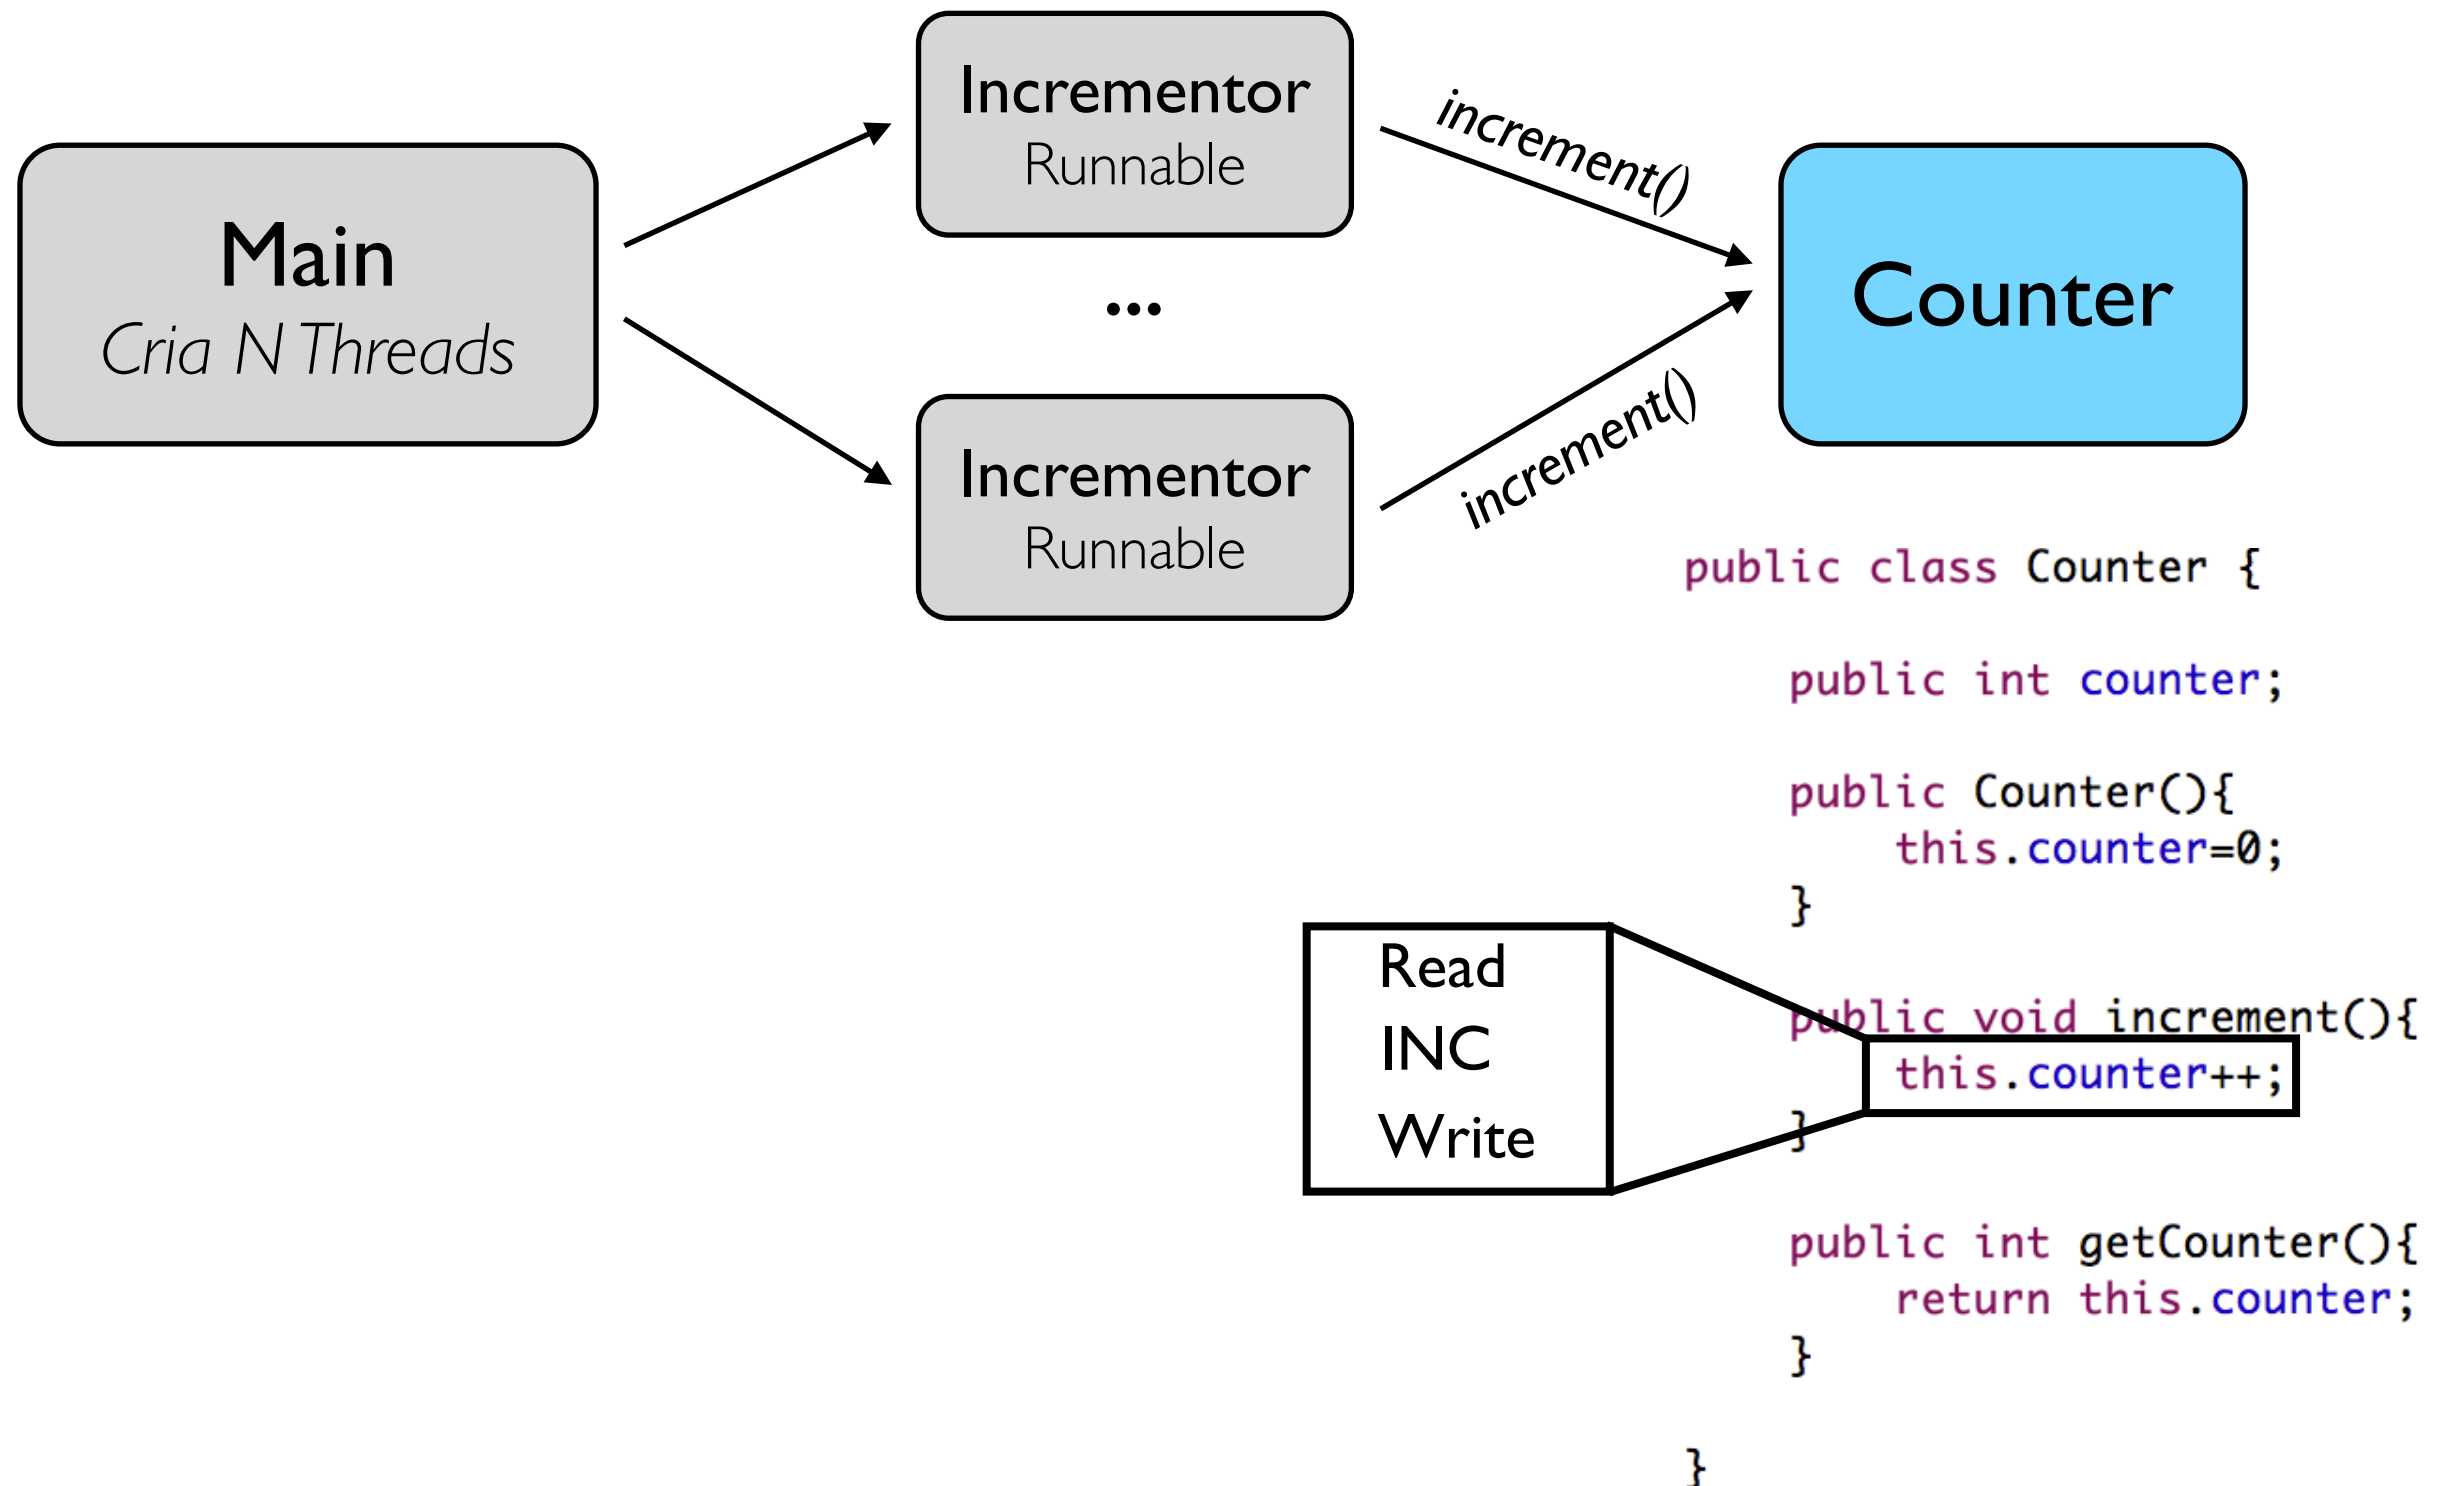 Main
Cria N Threads
Incrementor
Runnable
...
Incrementor
Runnable
increment()
increment()
Counter
public class Counter {
public int counter;
public Counter(){
this.counter=0;
}
public void increment(){
this.counter++;
}
public int getCounter(){
return this.counter;
}
}
Read
INC
Write